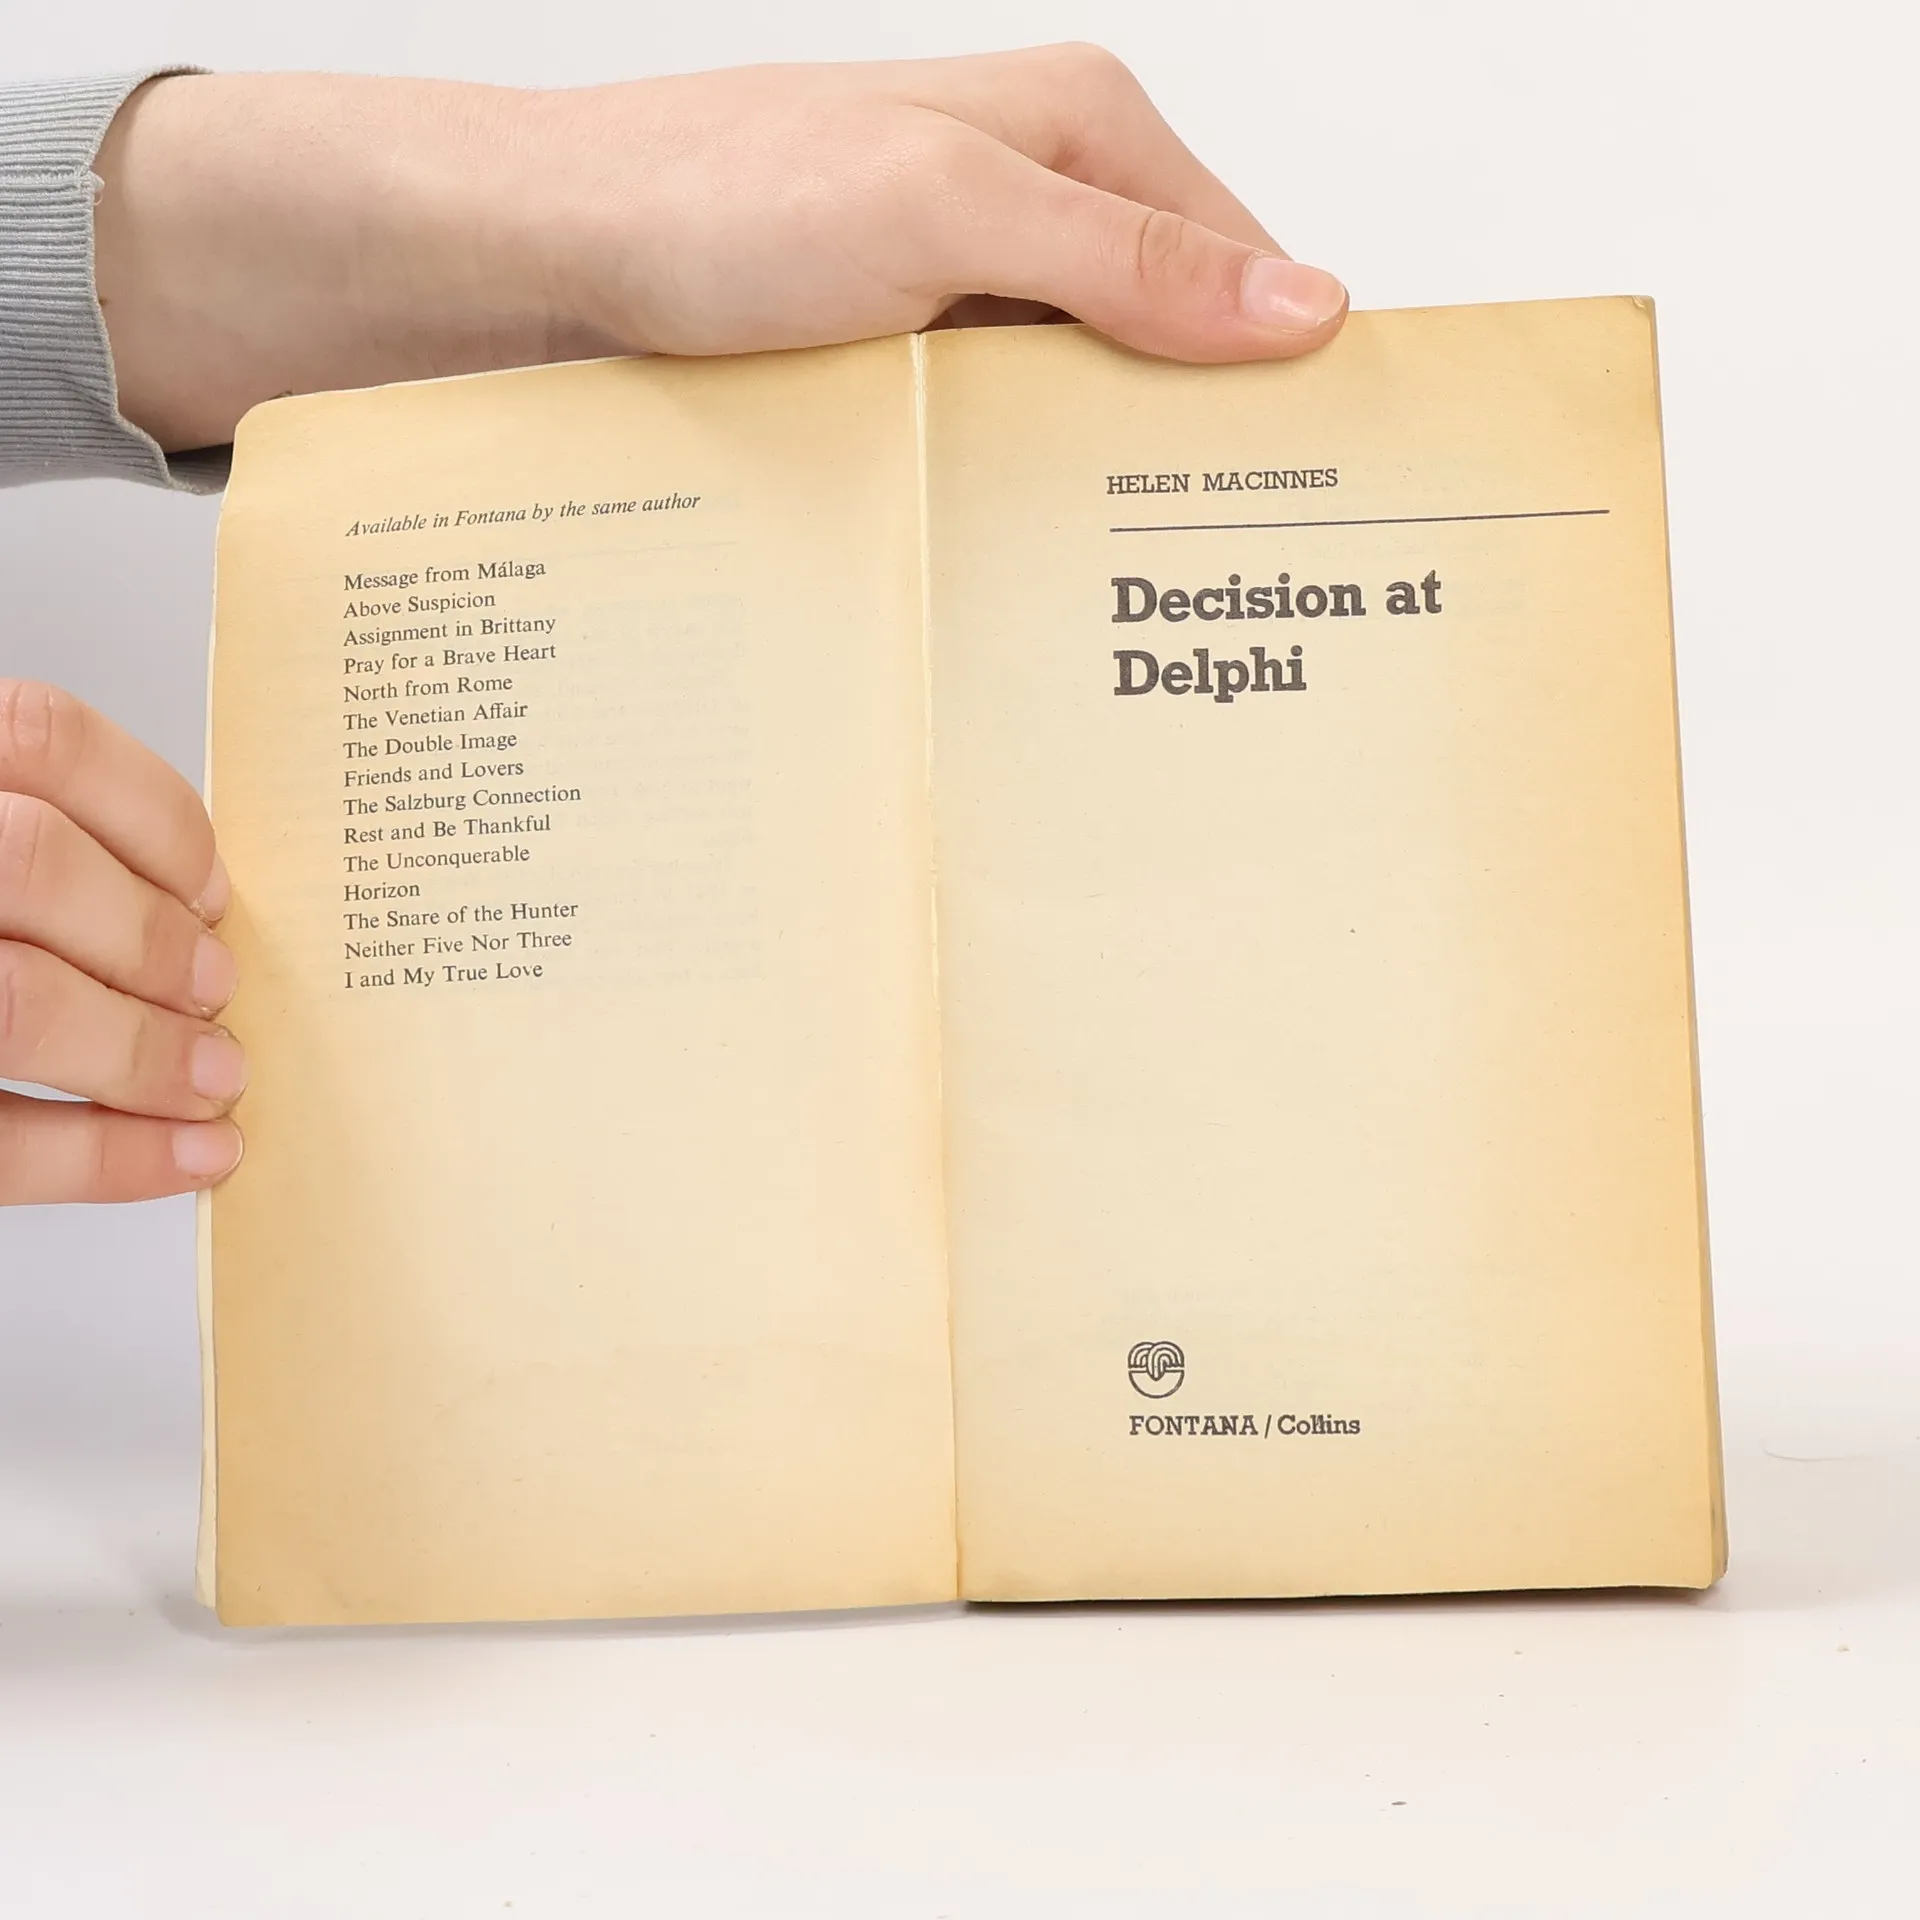 Available in Fontana by the same author
Message from Málaga
Above Suspicion
Assignment in Brittany
Pray for a Brave Heart
North from Rome
The Venetian Affair
The Double Image
Friends and Lovers
The Salzburg Connection
Rest and Be Thankful
The Unconquerable
Horizon
The Snare of the Hunter
Neither Five Nor Three
I and My True Love
HELEN MACINNES
Decision at
Delphi
FONTANA / Collins